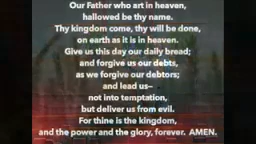 Our Father who art in heaven,
hallowed be thy name.
Thy kingdom come, thy will be done,
on earth as it is in heaven.
Give us this day our daily bread;
and forgive us our debts,
as we forgive our debtors;
and lead us–
not into temptation,
but deliver us from evil.
For thine is the kingdom,
and the power and the glory, forever. AMEN.